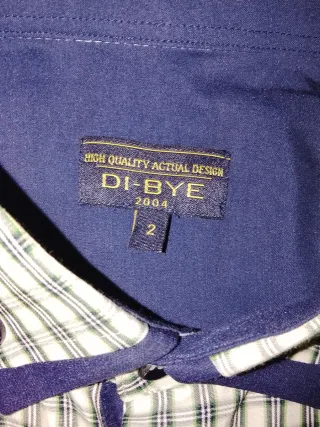 HIGH QUALITY ACTUAL DESIGN
DI-BYE
2004
2